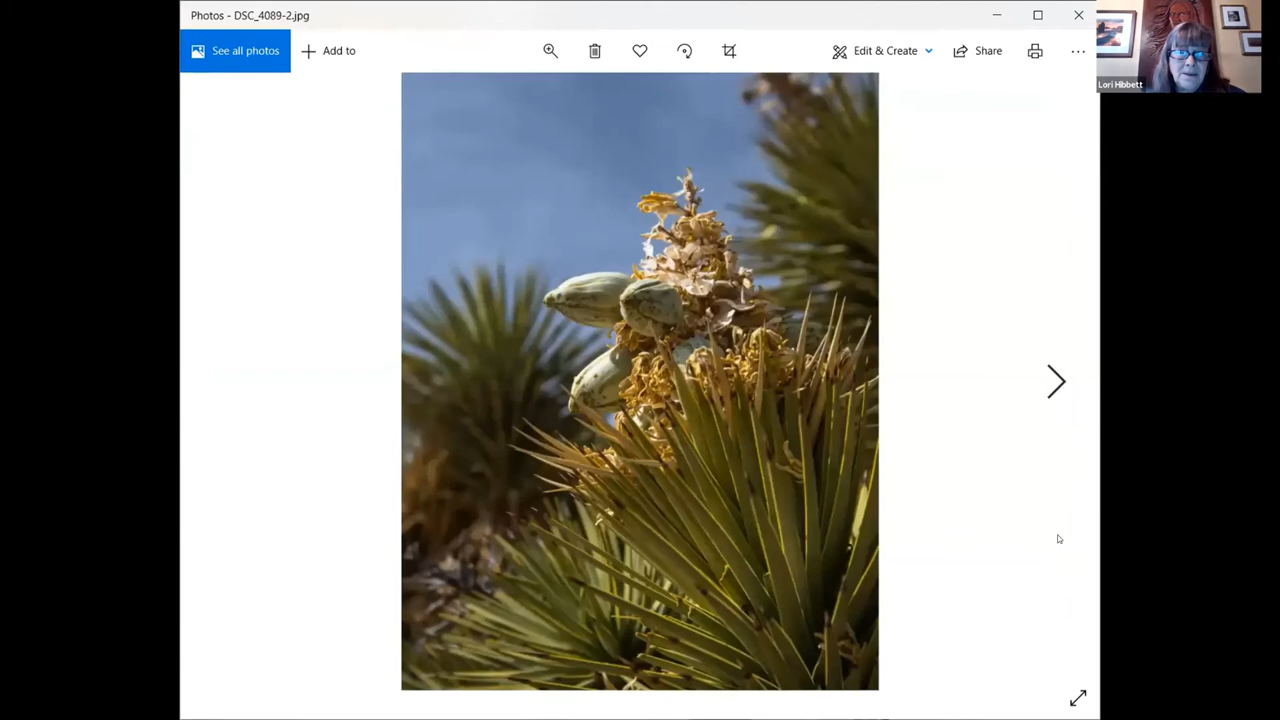 Photos - DSC_4089-2.jpg
See all photos
Add to
Edit & Create
Share
Lori Hibbett